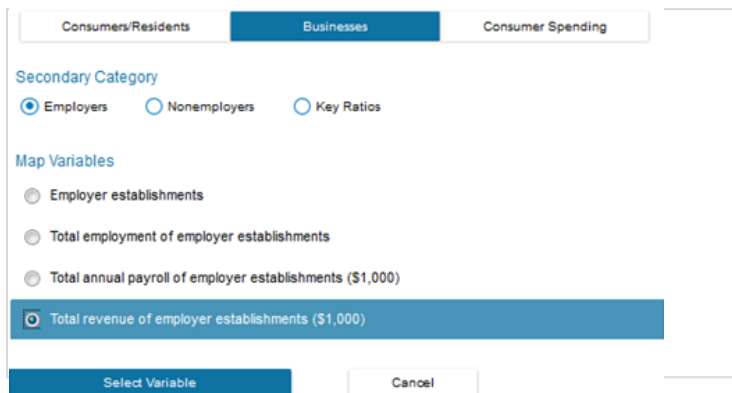 Consumers/Residents Businesses Consumer Spending
Secondary Category
Employers Nonemployers Key Ratios
Map Variables
Employer establishments
Total employment of employer establishments
Total annual payroll of employer establishments ($1,000)
Total revenue of employer establishments ($1,000)
Select Variable Cancel